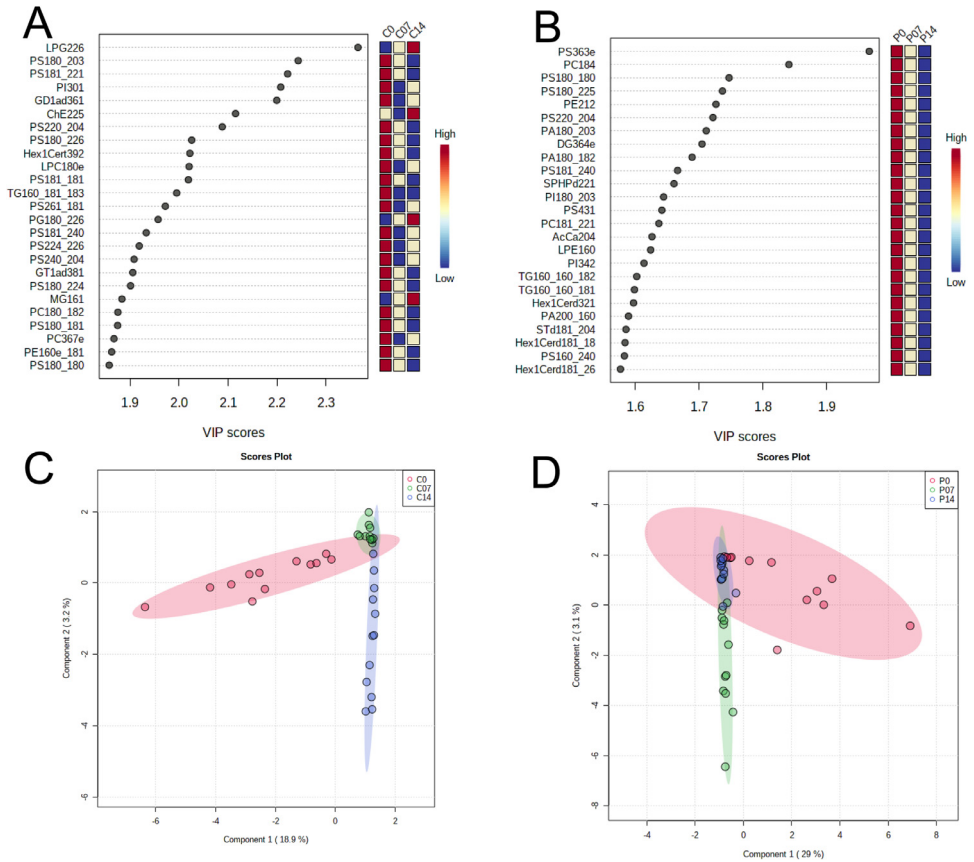 A
C0 C07 C14
LPG226
PS180_203
PS181_221
PI301
GD1ad361
ChE225
PS220_204
PS180_226
Hex1Cert392
LPC180e
PS181_181
TG160_181_183
PS261_181
PG180_226
PS181_240
PS224_226
PS240_204
GT1ad381
PS180_224
MG161
PC180_182
PS180_181
PC367e
PE160e_181
PS180_180
High
Low
1.9 2.0 2.1 2.2 2.3
VIP scores
B
P0 P07 P14
PS363e
PC184
PS180_180
PS180_225
PE212
PS220_204
PA180_203
DG364e
PA180_182
PS181_240
SPHPd221
PI180_203
PS431
PC181_221
AcCa204
LPE160
PI342
TG160_160_182
TG160_160_181
Hex1Cerd321
PA200_160
STd181_204
Hex1Cerd181_18
PS160_240
Hex1Cerd181_26
High
Low
1.6 1.7 1.8 1.9
VIP scores
C
Scores Plot
C0
C07
C14
Component 2 ( 3.2 %)
2
0
-2
-4
-6
-6 -4 -2 0 2
Component 1 ( 18.9 %)
D
Scores Plot
P0
P07
P14
Component 2 ( 3.1 %)
4
2
0
-2
-4
-6
-8
-4 -2 0 2 4 6 8
Component 1 ( 29 %)